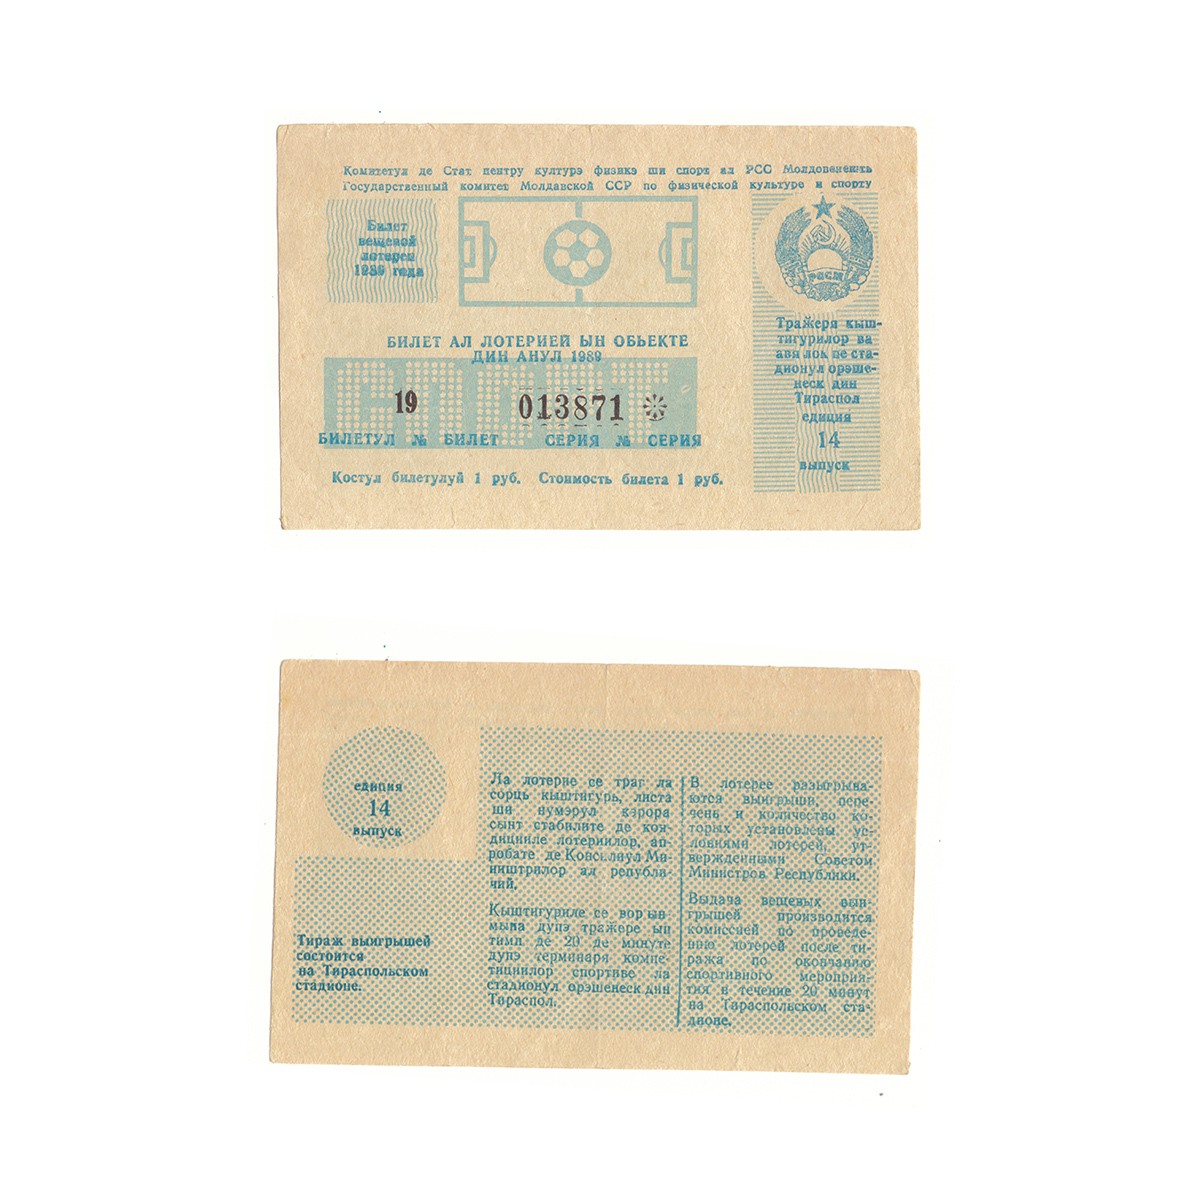 Комитетул де Стат пентру културэ физикэ ши спорт ал РСС Молдовенешть
Государственный комитет Молдавской ССР по физической культуре и спорту
Билет
вещевой
лотереи
1989 года
РССМ
БИЛЕТ АЛ ЛОТЕРИЕЙ ЫН ОБЬЕКТЕ
ДИН АНУЛ 1989
СПОРТ
19
013871
БИЛЕТУЛ № БИЛЕТ СЕРИЯ № СЕРИЯ
Костул билетулуй 1 руб. Стоимость билета 1 руб.
Тражеря кыш-
тигурилор ва
авя лок пе ста-
дионул орэше-
неск дин
Тираспол
едиция
14
выпуск
едиция
14
выпуск
Тираж выигрышей
состоится
на Тираспольском
стадионе.
Ла лотерие се траг ла
сорць кыштигурь, листа
ши нумэрул кэрора
сынт стабилите де кон-
дицииле лотериилор, ап-
робате де Консилиул Ми-
ништрилор ал републи-
чий.
Кыштигуриле се вор ын-
мына дупэ тражере ын
тимп де 20 де минуте
дупэ терминаря компе-
тициилор спортиве ла
стадионул орэшенеск дин
Тираспол.
В лотерее разыгрыва-
ются выигрыши, пере-
чень и количество ко-
торых установлены ус-
ловиями лотерей, ут-
вержденными Советом
Министров Республики.
Выдача вещевых выи-
грышей производится
комиссией по проведе-
нию лотерей после ти-
ража по окончанию
спортивного мероприя-
тия в течение 20 минут
на Тираспольском ста-
дионе.